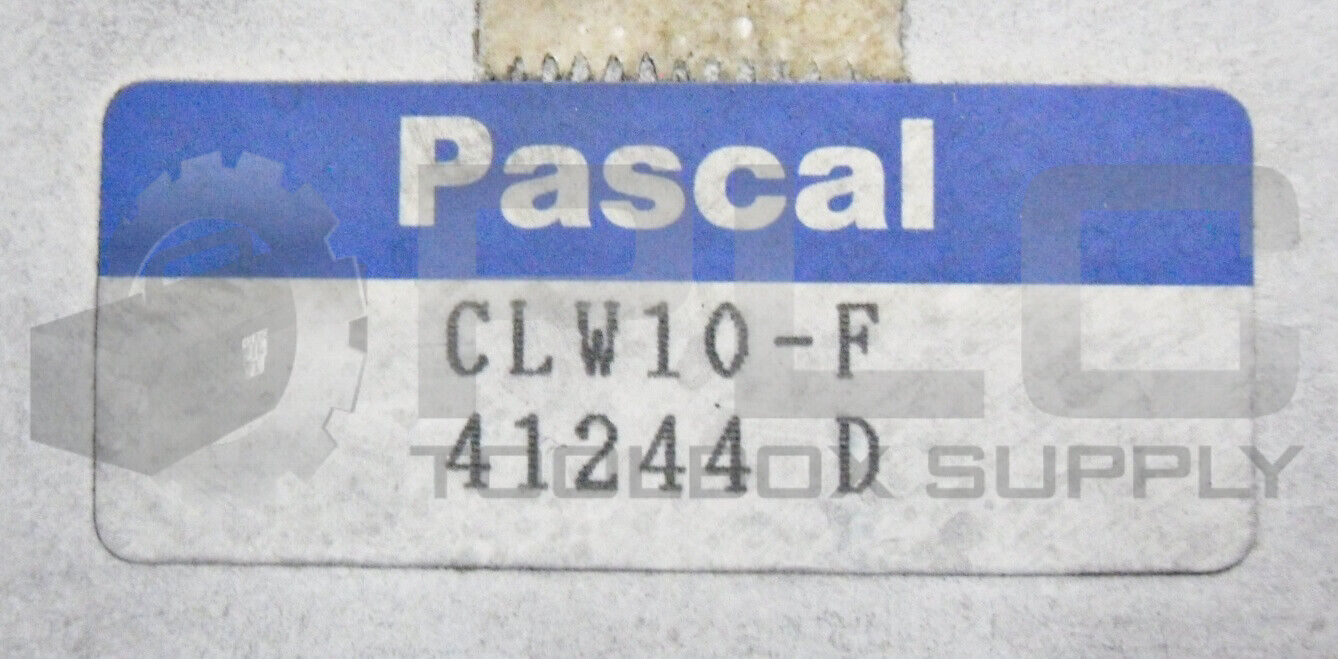 Pascal
CLW10-F
41244 D
PLC
TOOLBOX SUPPLY